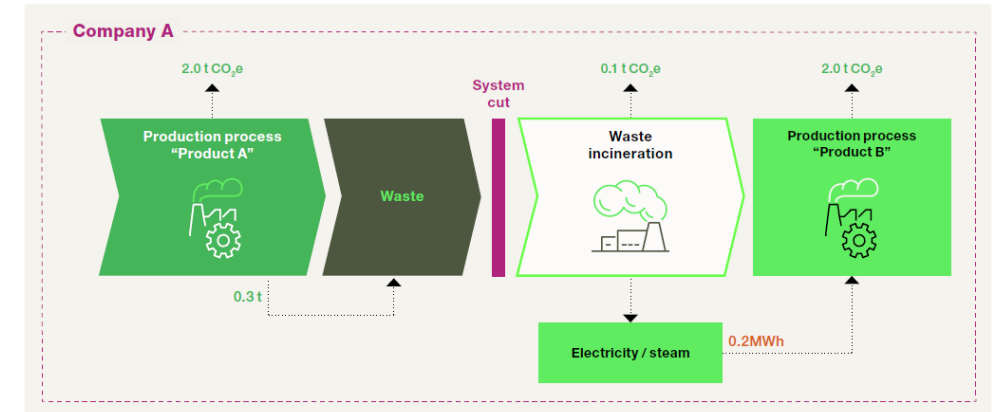 Company A
2.0 t CO₂e
0.1 t CO₂e
2.0 t CO₂e
System
cut
Production process
“Product A”
Waste
Waste
incineration
Production process
“Product B”
0.3 t
Electricity / steam
0.2MWh